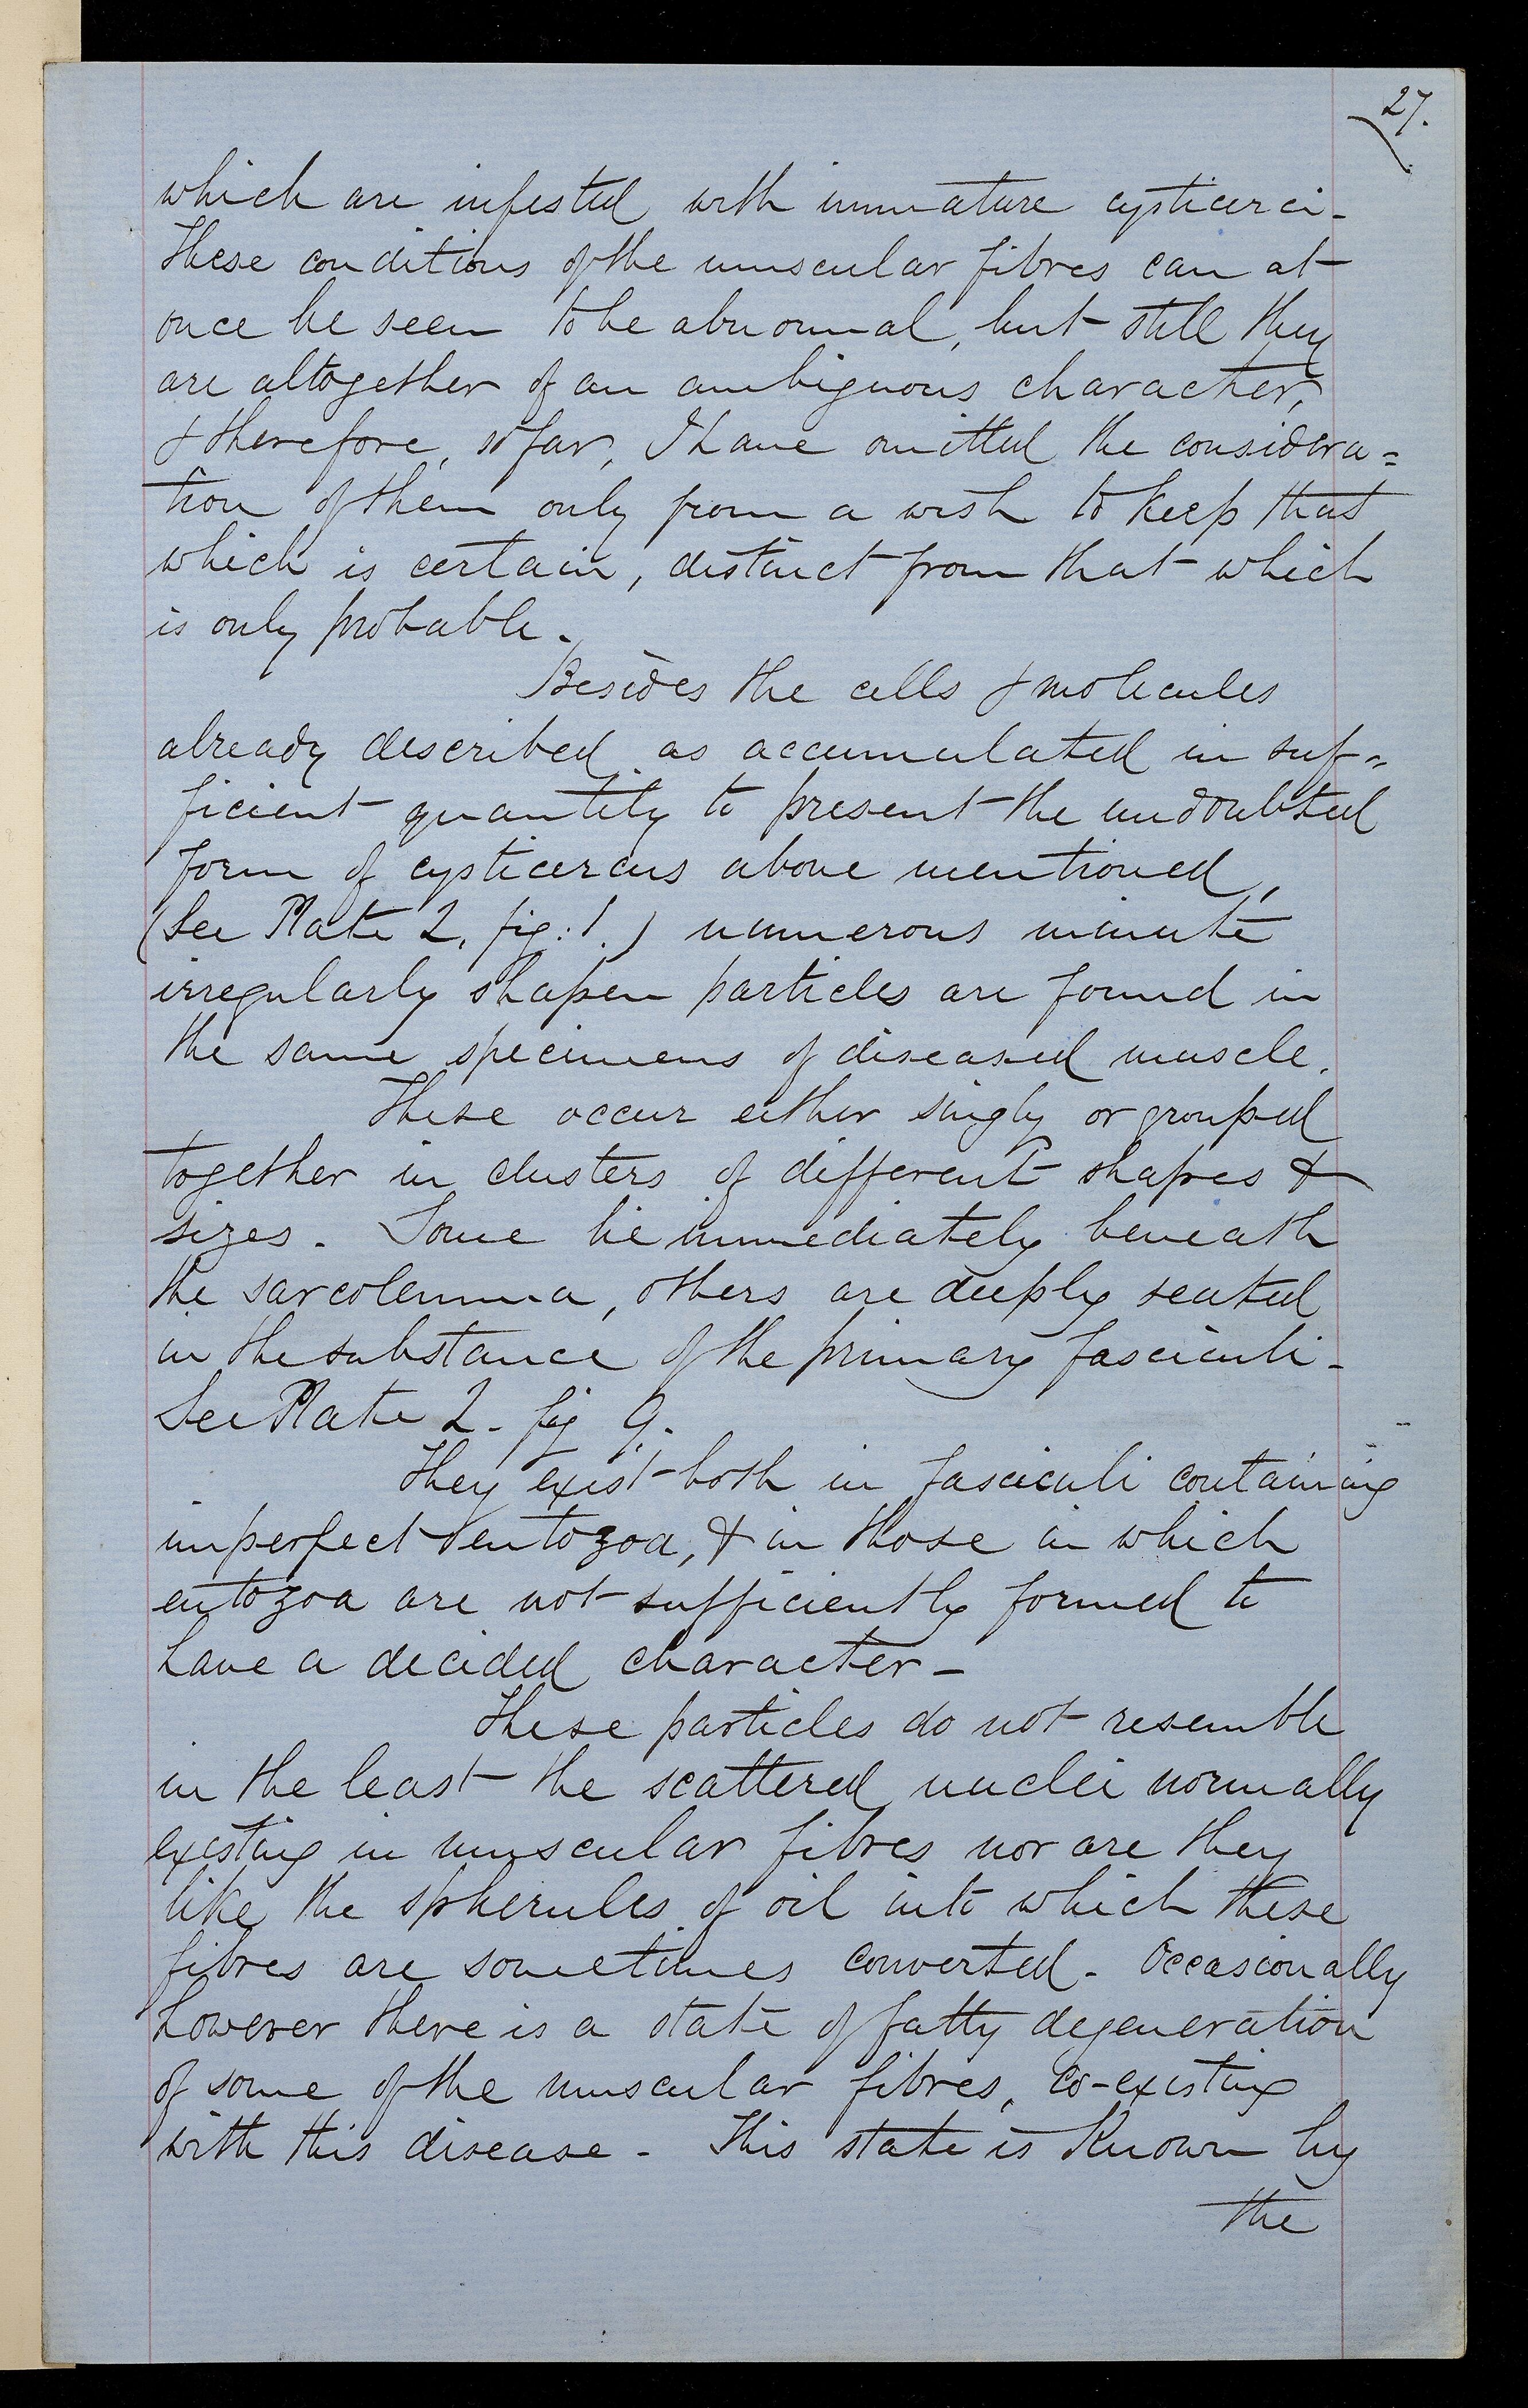 27.
which are infested with immature cysticerci -
These conditions of the muscular fibres can at
once be seen to be abnormal, but still they
are altogether of an ambiguous character,
& therefore, so far, I have omitted the considera=
tion of them only from a wish to keep that
which is certain, distinct from that which
is only probable.
Besides the cells & molecules
already described as accumulated in suf=
ficient quantity to present the undoubted
form of cysticercus above mentioned,
(See Plate 2, fig: 1.) numerous minute
irregularly shapen particles are found in
the same specimens of diseased muscle.
These occur either singly or grouped
together in clusters of different shapes &
sizes. Some lie immediately beneath
the sarcolemma, others are deeply seated
in the substance of the primary fasciculi -
See Plate 2. fig 9.
They exist both in fasciculi containing
imperfect entozoa, & in those in which
entozoa are not sufficiently formed to
have a decided character -
These particles do not resemble
in the least the scattered nuclei normally
existing in muscular fibres nor are they
like the spherules of oil into which these
fibres are sometimes converted. Occasionally
however there is a state of fatty degeneration
of some of the muscular fibres, co-existing
with this disease - This state is known by
the